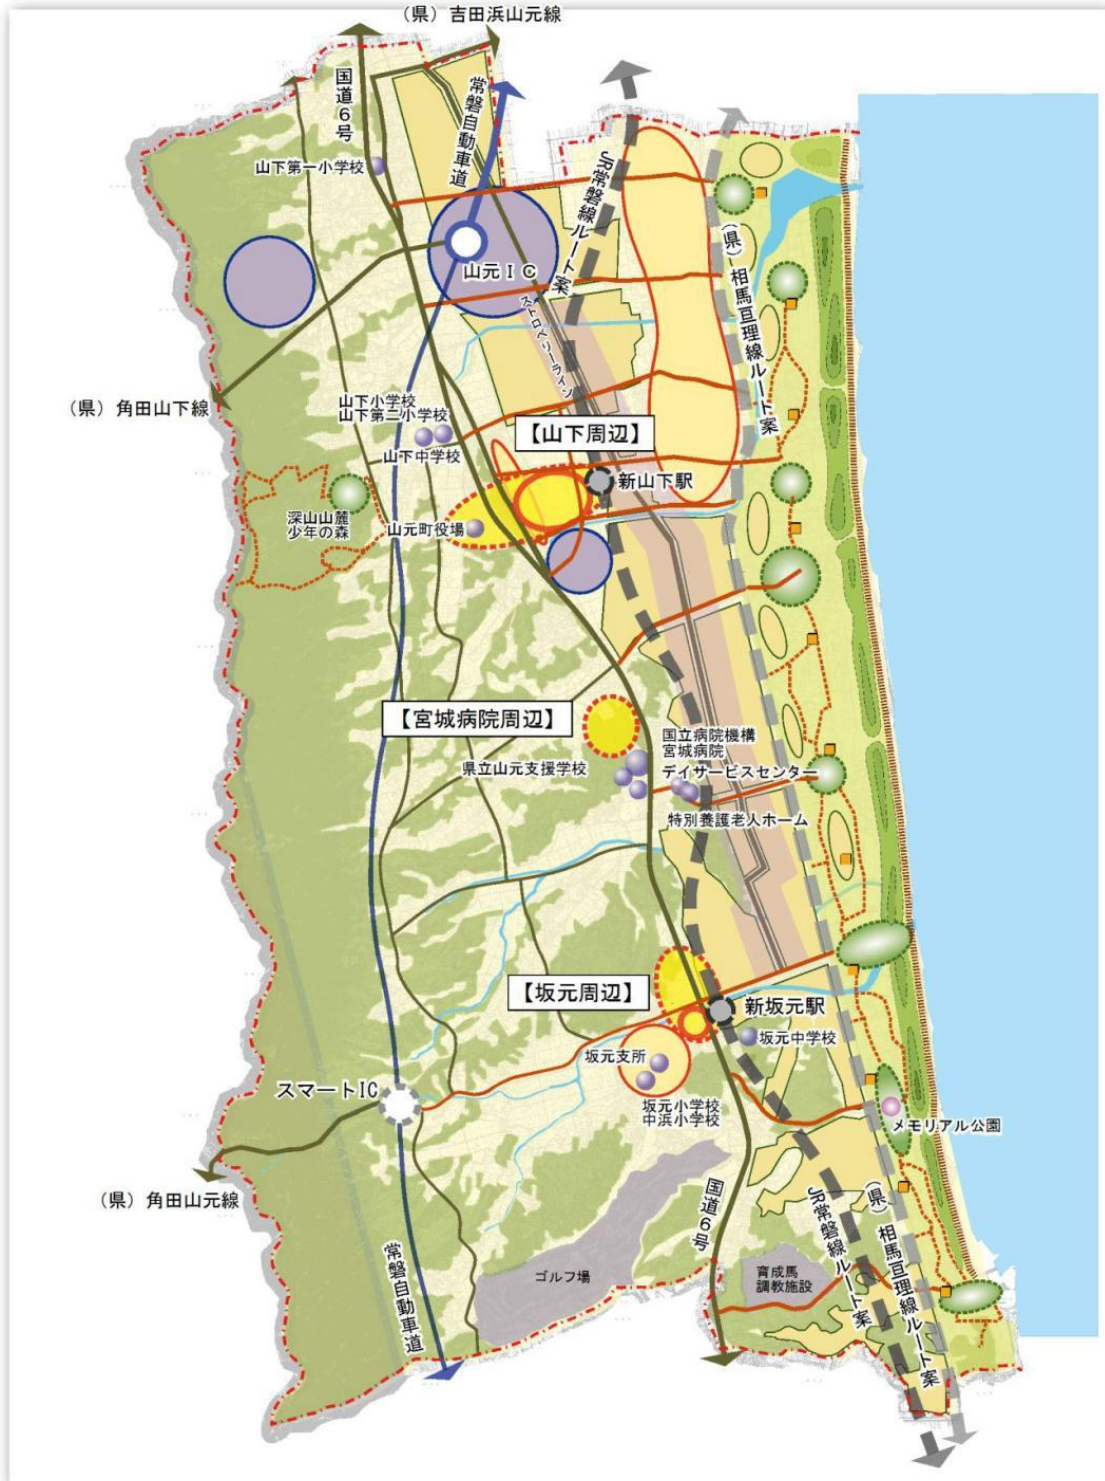 （県）吉田浜山元線
国道６号
常磐自動車道
山下第一小学校
JR常磐線ルート案
山元ＩＣ
（県）相馬亘理線ルート案
ストロベリーライン
（県）角田山下線
山下小学校
山下第二小学校
山下中学校
【山下周辺】
新山下駅
深山山麓
少年の森
山元町役場
【宮城病院周辺】
国立病院機構
宮城病院
県立山元支援学校
デイサービスセンター
特別養護老人ホーム
【坂元周辺】
新坂元駅
坂元中学校
坂元支所
スマートIC
坂元小学校
中浜小学校
メモリアル公園
（県）角田山元線
国道６号
JR常磐線ルート案
（県）相馬亘理線ルート案
常磐自動車道
ゴルフ場
育成馬
調教施設